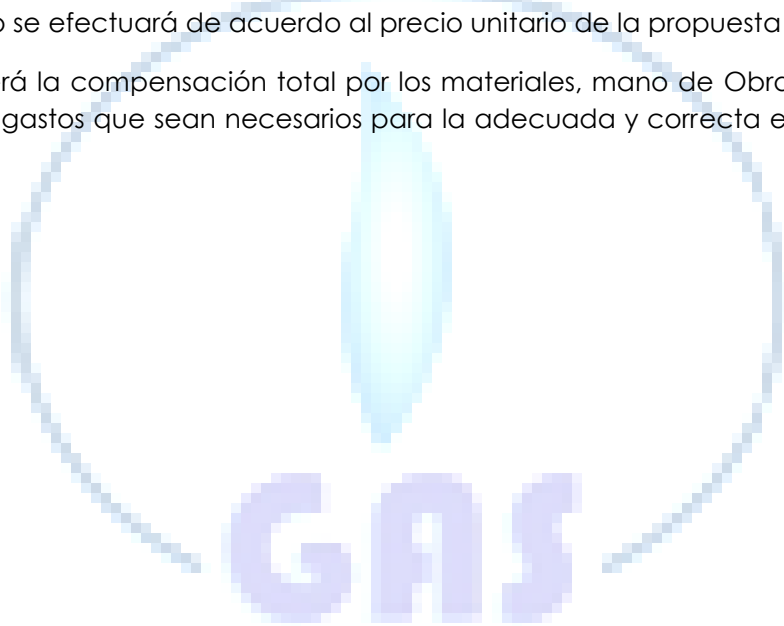 o se efectuará de acuerdo al precio unitario de la propuesta
rá la compensación total por los materiales, mano de Obra
gastos que sean necesarios para la adecuada y correcta e
GAS